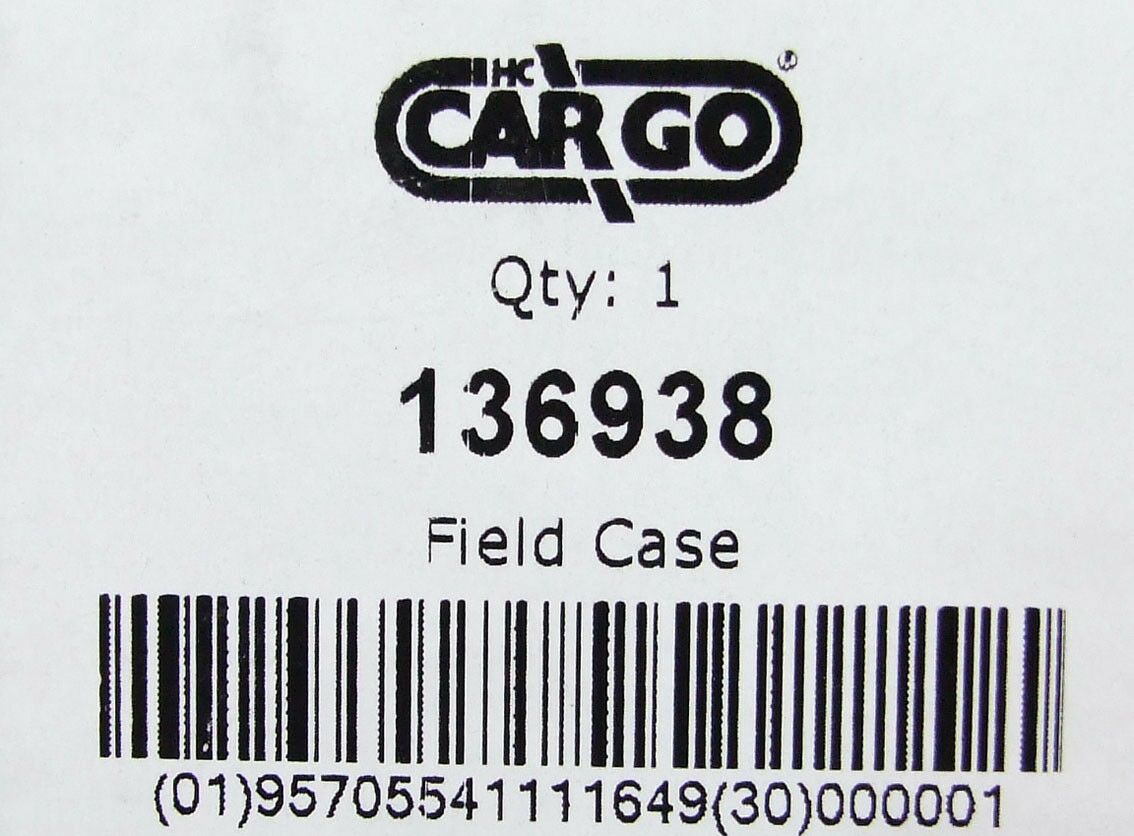 HC
CARGO®
Qty: 1
136938
Field Case
(01)95705541111649(30)000001